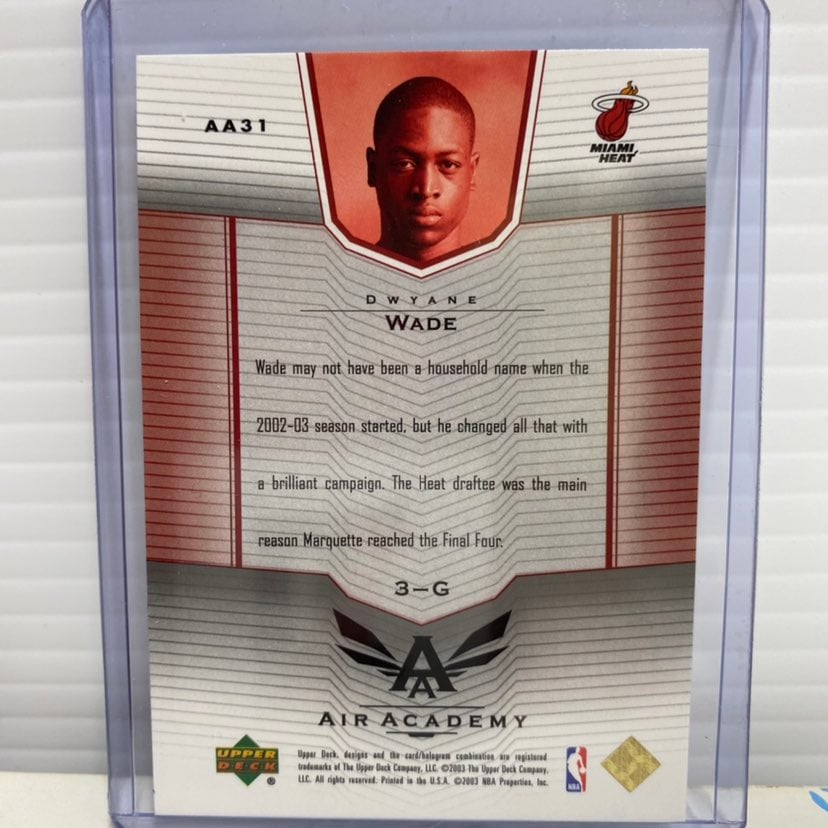 AA31
MIAMI
HEAT
DWYANE
WADE
Wade may not have been a household name when the
2002-03 season started, but he changed all that with
a brilliant campaign. The Heat draftee was the main
reason Marquette reached the Final Four.
3–G
AA
AIR ACADEMY
UPPER
DECK
®
Upper Deck, designs and the card/hologram combination are registered
trademarks of The Upper Deck Company, LLC. ©2003 The Upper Deck Company,
LLC. All rights reserved. Printed in the U.S.A. ©2003 NBA Properties, Inc.
NBA